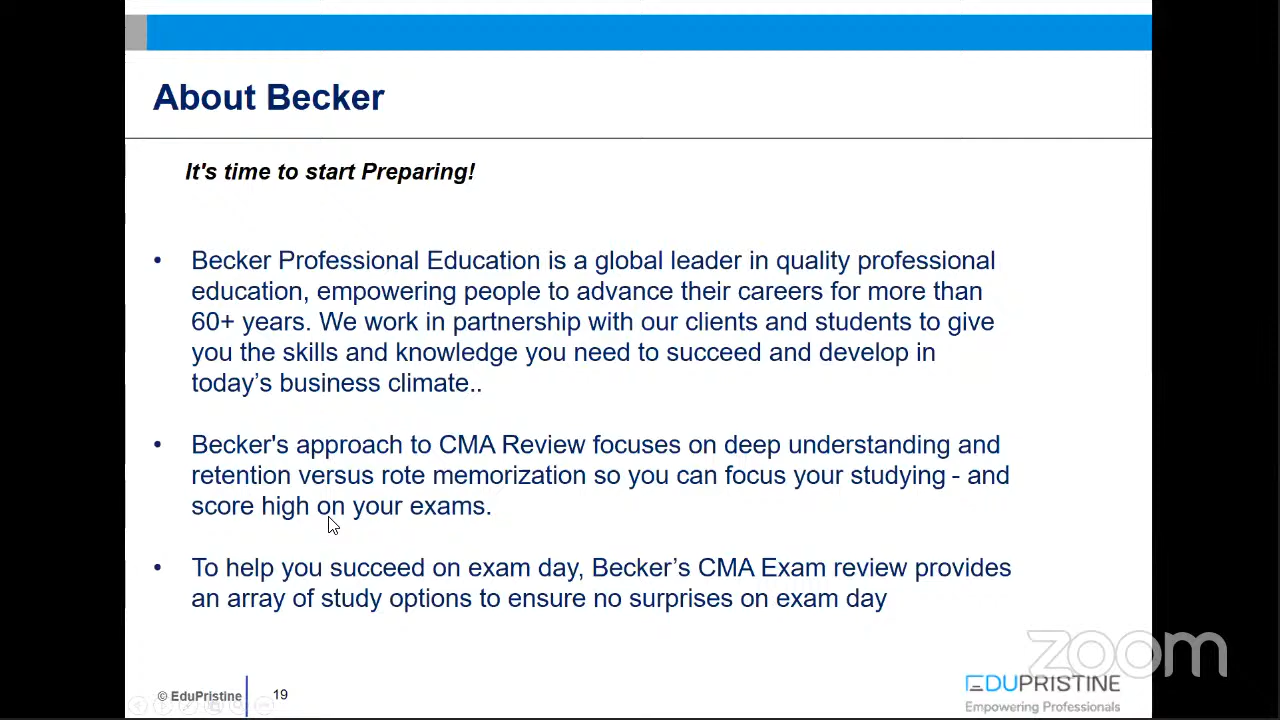 About Becker
It's time to start Preparing!
• Becker Professional Education is a global leader in quality professional
education, empowering people to advance their careers for more than
60+ years. We work in partnership with our clients and students to give
you the skills and knowledge you need to succeed and develop in
today’s business climate..
• Becker's approach to CMA Review focuses on deep understanding and
retention versus rote memorization so you can focus your studying - and
score high on your exams.
• To help you succeed on exam day, Becker’s CMA Exam review provides
an array of study options to ensure no surprises on exam day
zoom
© EduPristine
19
EDUPRISTINE
Empowering Professionals